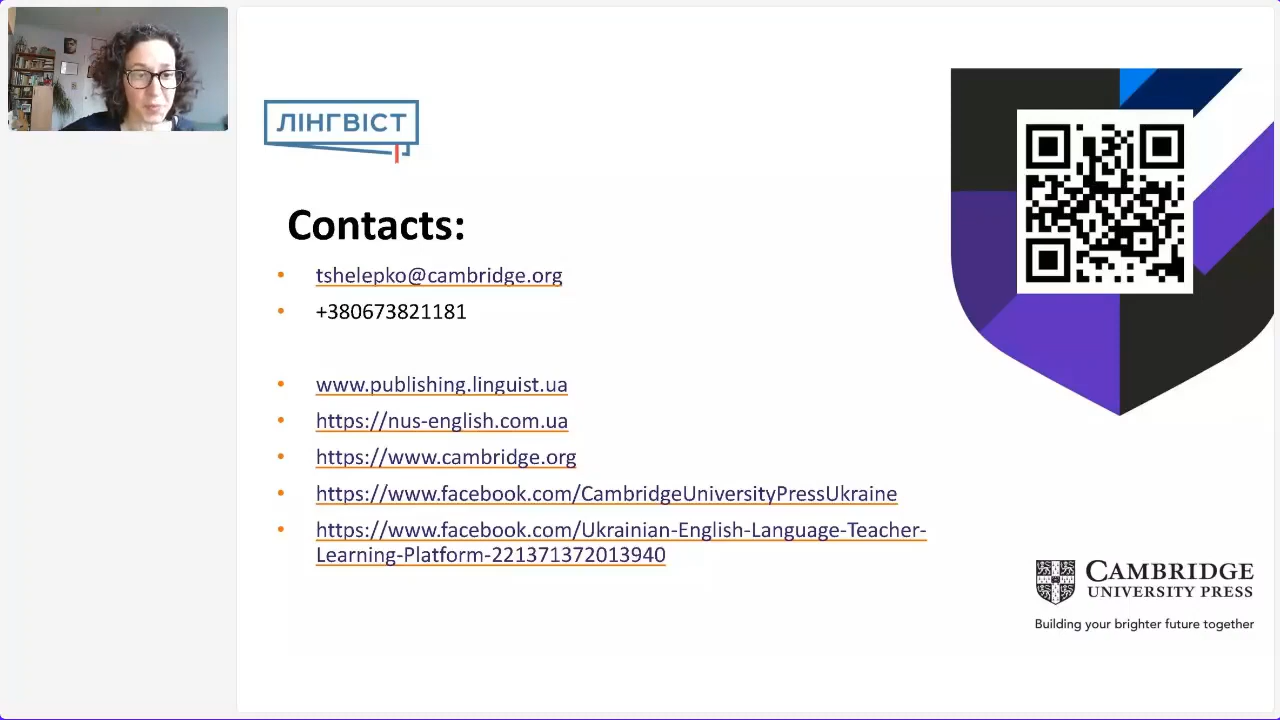 ЛІНГВІСТ
Contacts:
tshelepko@cambridge.org
+380673821181
www.publishing.linguist.ua
https://nus-english.com.ua
https://www.cambridge.org
https://www.facebook.com/CambridgeUniversityPressUkraine
https://www.facebook.com/Ukrainian-English-Language-Teacher-
Learning-Platform-221371372013940
CAMBRIDGE
UNIVERSITY PRESS
Building your brighter future together